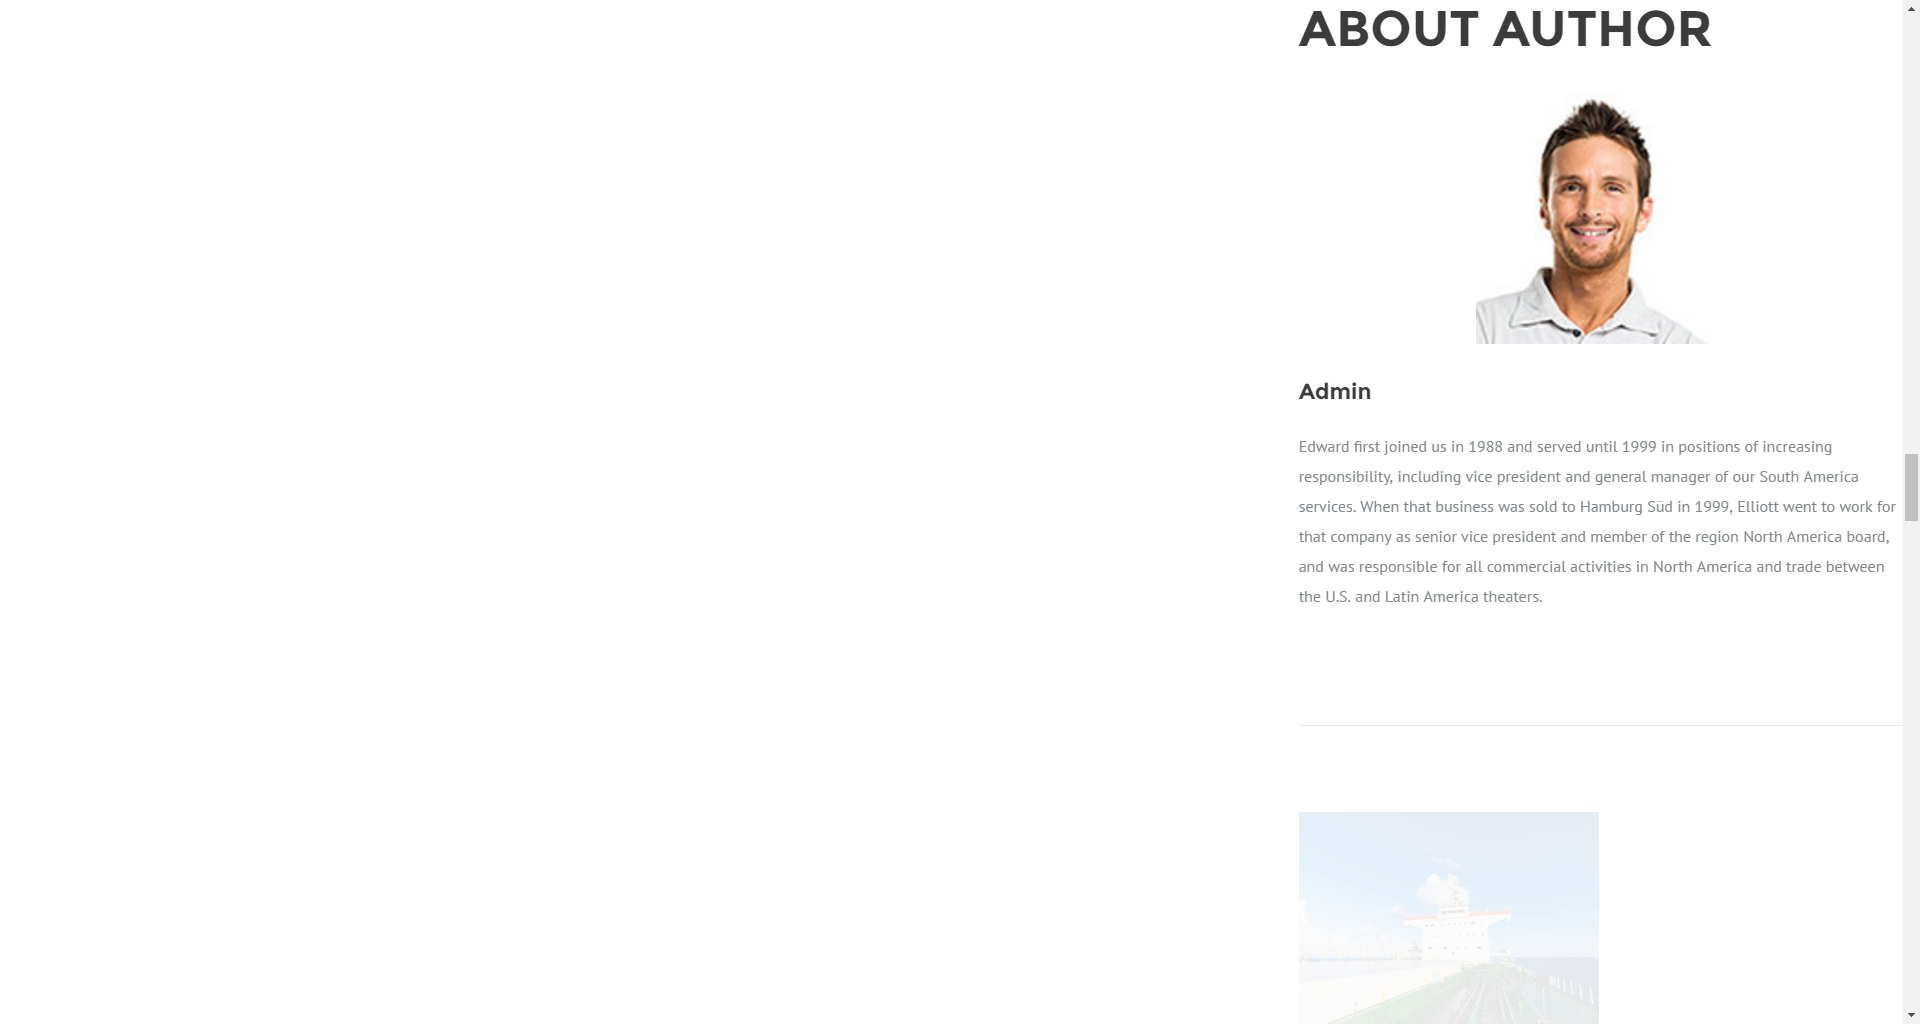 ABOUT AUTHOR
Admin
Edward first joined us in 1988 and served until 1999 in positions of increasing
responsibility, including vice president and general manager of our South America
services. When that business was sold to Hamburg Süd in 1999, Elliott went to work for
that company as senior vice president and member of the region North America board,
and was responsible for all commercial activities in North America and trade between
the U.S. and Latin America theaters.